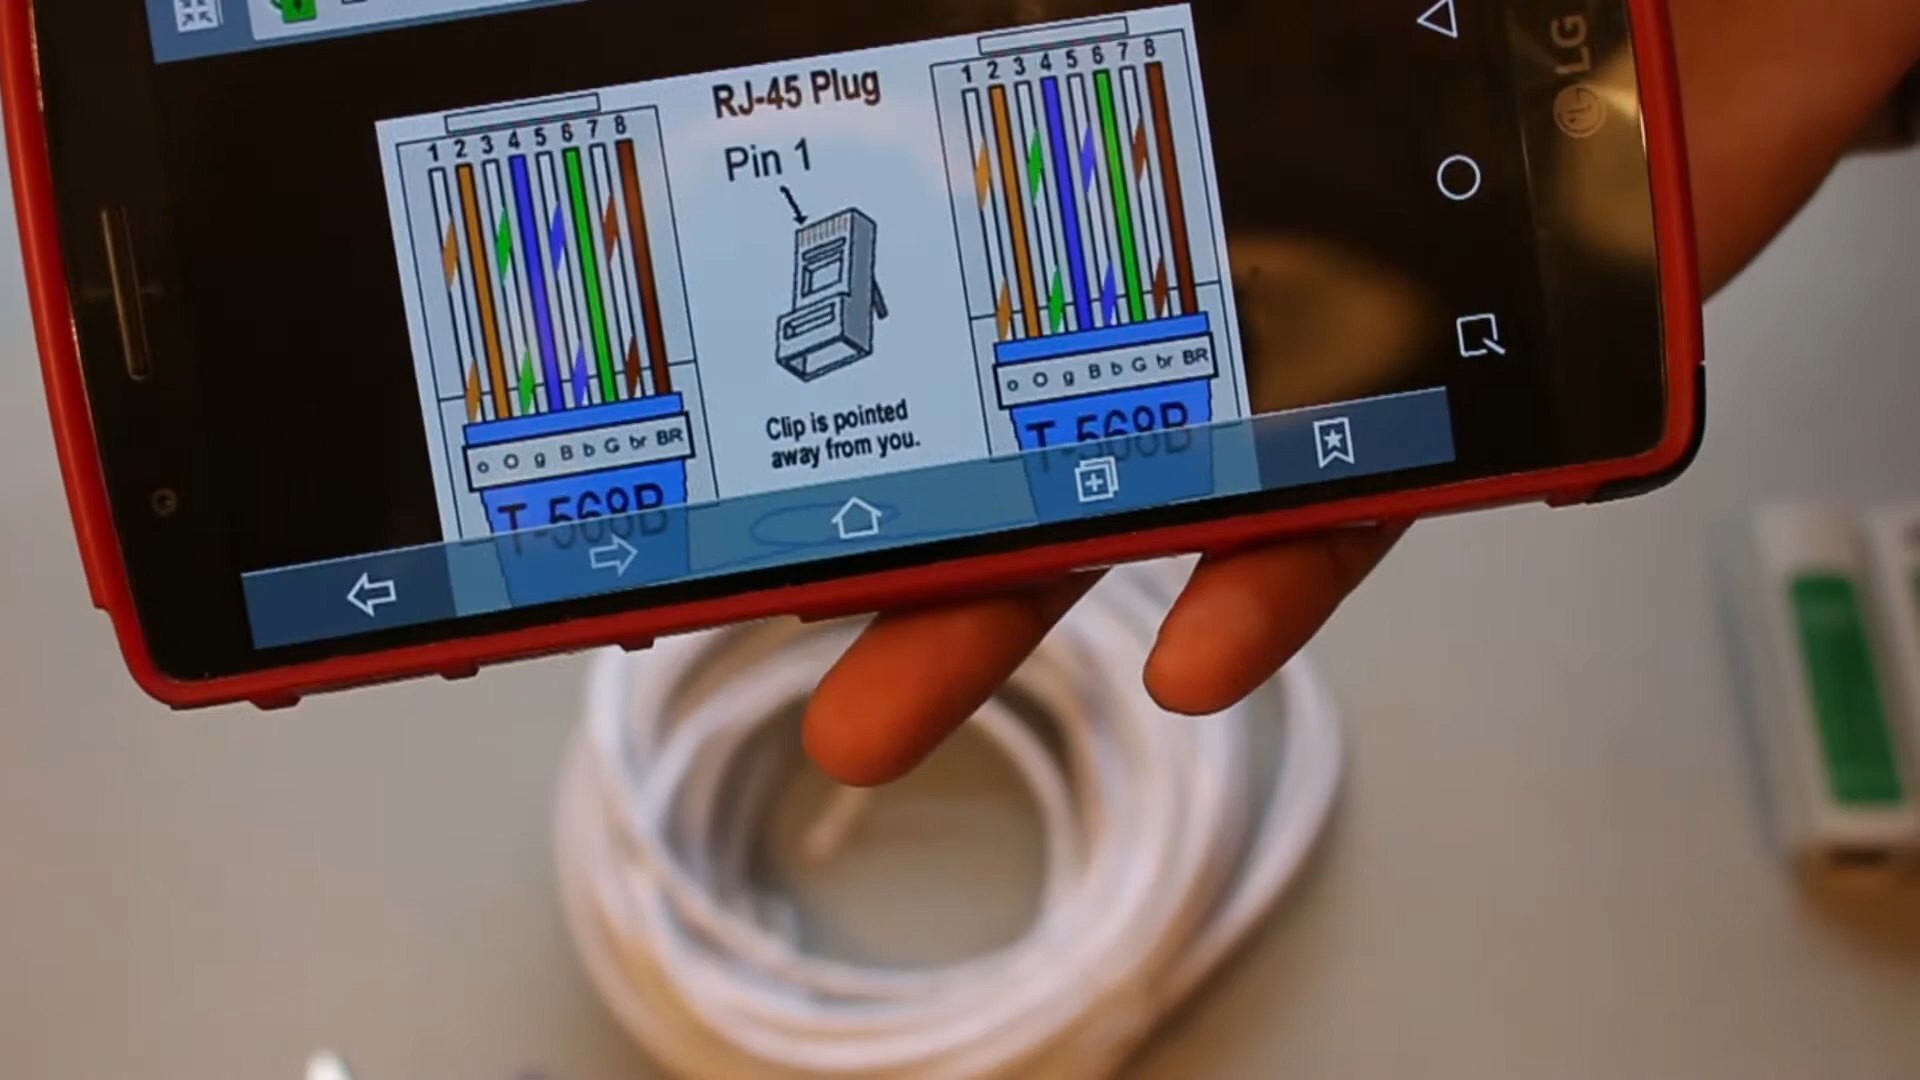 1 2 3 4 5 6 7 8
RJ-45 Plug
Pin 1
Clip is pointed
away from you.
o O g B b G br BR
T-568B
1 2 3 4 5 6 7 8
o O g B b G br BR
T-568B
LG
LG